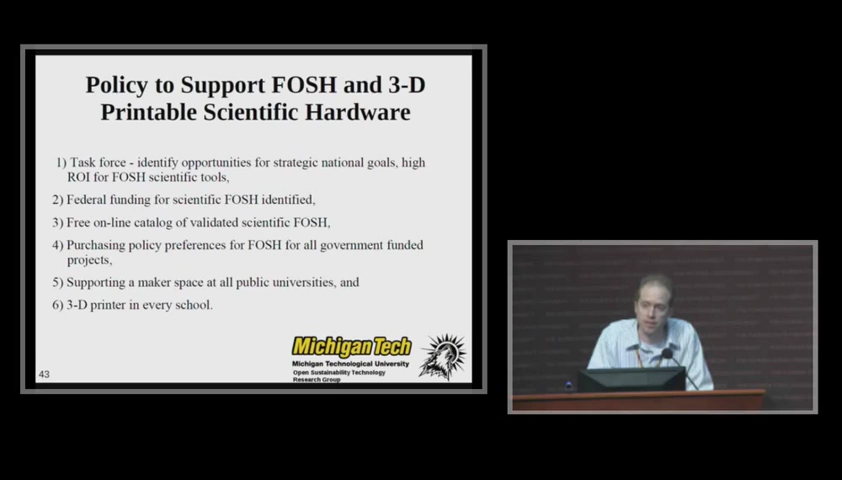 Policy to Support FOSH and 3-D
Printable Scientific Hardware
1) Task force - identify opportunities for strategic national goals, high
ROI for FOSH scientific tools,
2) Federal funding for scientific FOSH identified,
3) Free on-line catalog of validated scientific FOSH,
4) Purchasing policy preferences for FOSH for all government funded
projects,
5) Supporting a maker space at all public universities, and
6) 3-D printer in every school.
Michigan Tech
Michigan Technological University
Open Sustainability Technology
Research Group
43